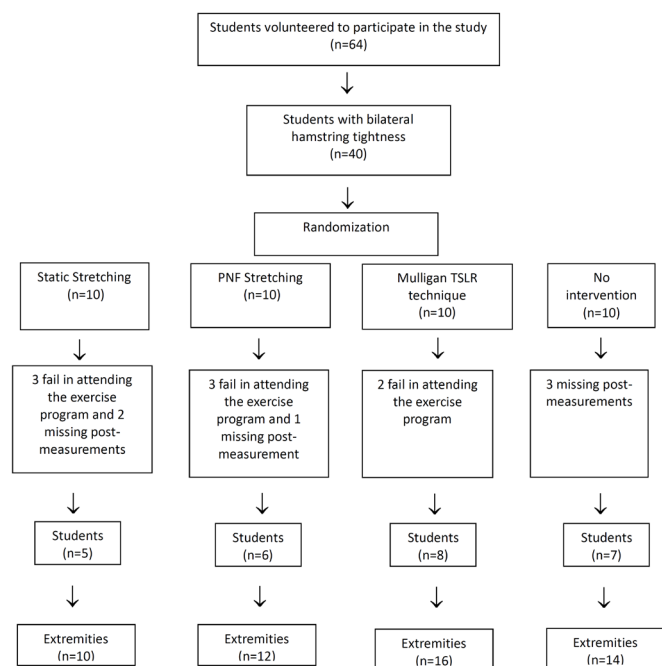 Students volunteered to participate in the study
(n=64)
Students with bilateral
hamstring tightness
(n=40)
Randomization
Static Stretching
(n=10)
PNF Stretching
(n=10)
Mulligan TSLR
technique
(n=10)
No
intervention
(n=10)
3 fail in attending
the exercise
program and 2
missing post-
measurements
3 fail in attending
the exercise
program and 1
missing post-
measurement
2 fail in attending
the exercise
program
3 missing post-
measurements
Students
(n=5)
Students
(n=6)
Students
(n=8)
Students
(n=7)
Extremities
(n=10)
Extremities
(n=12)
Extremities
(n=16)
Extremities
(n=14)